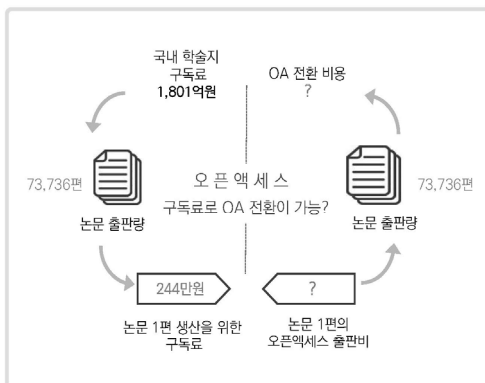 국내 학술지
구독료
1,801억원
OA 전환 비용
?
73,736편
논문 출판량
오픈액세스
구독료로 OA 전환이 가능?
73,736편
논문 출판량
244만원
?
논문 1편 생산을 위한
구독료
논문 1편의
오픈엑세스 출판비